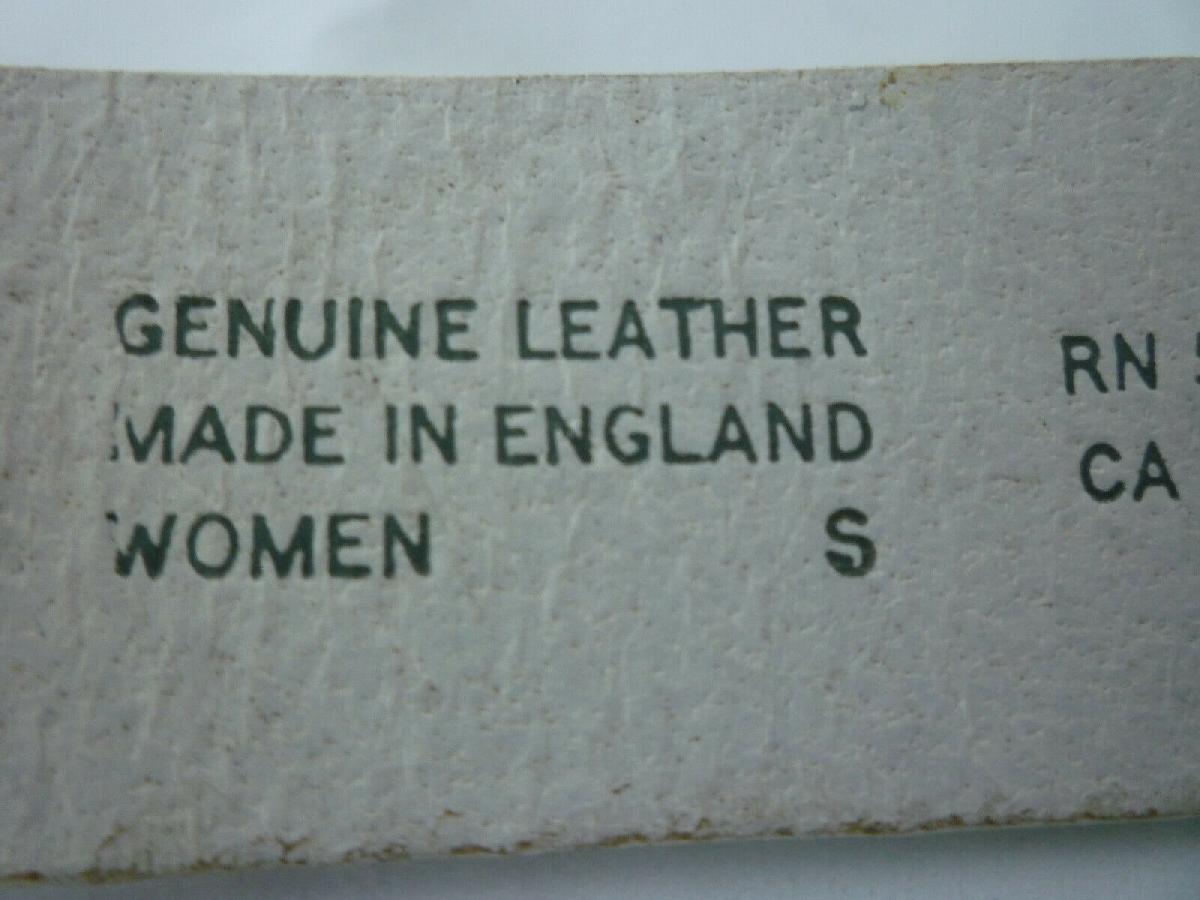 GENUINE LEATHER
MADE IN ENGLAND
WOMEN S
RN
CA